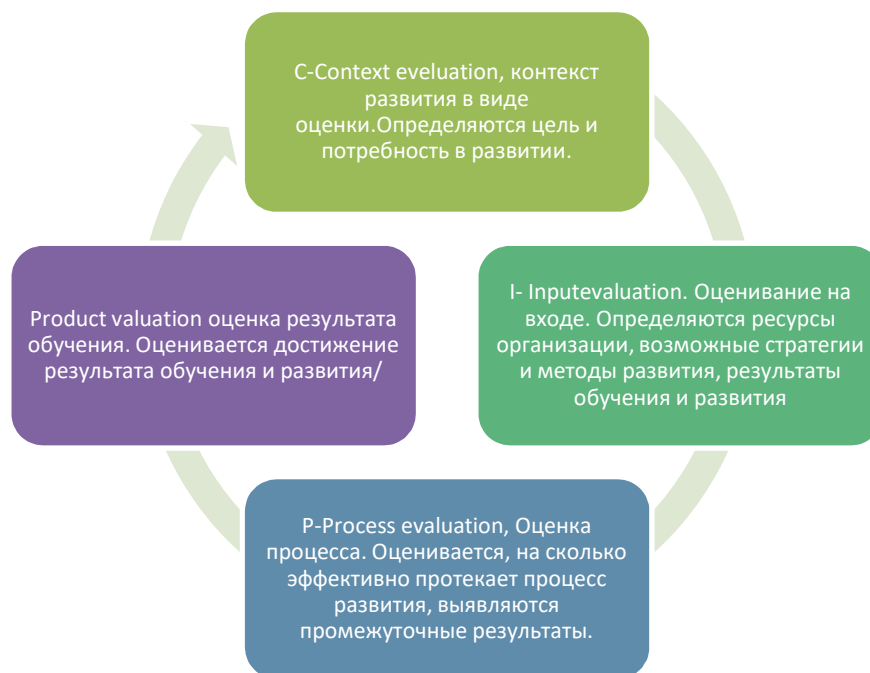 C-Context eveluation, контекст
развития в виде
оценки.Определяются цель и
потребность в развитии.
I- Inputevaluation. Оценивание на
входе. Определяются ресурсы
организации, возможные стратегии
и методы развития, результаты
обучения и развития
P-Process evaluation, Оценка
процесса. Оценивается, на сколько
эффективно протекает процесс
развития, выявляются
промежуточные результаты.
Product valuation оценка результата
обучения. Оценивается достижение
результата обучения и развития/